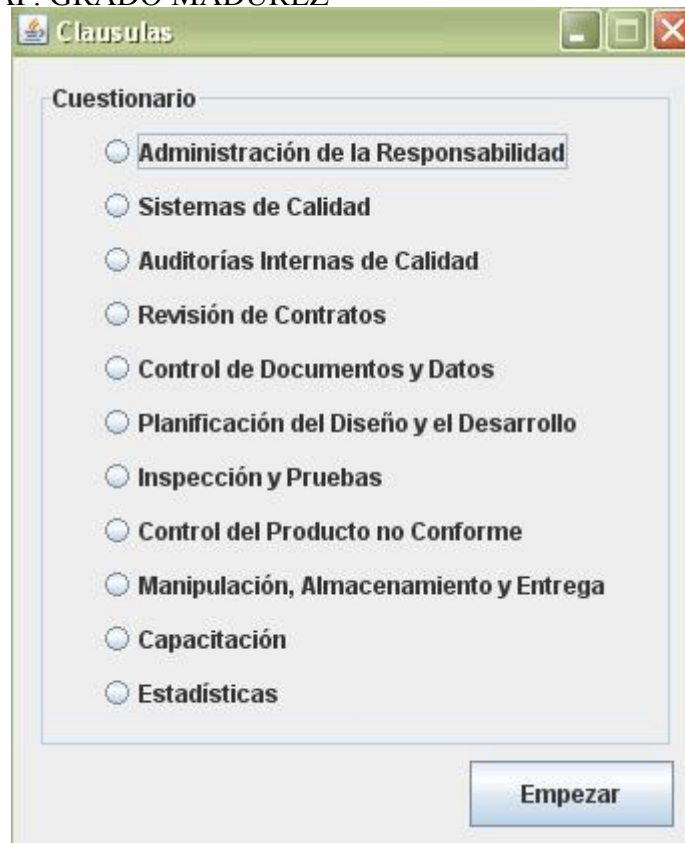 GRADO MADUREZ
Clausulas
Cuestionario
Administración de la Responsabilidad
Sistemas de Calidad
Auditorías Internas de Calidad
Revisión de Contratos
Control de Documentos y Datos
Planificación del Diseño y el Desarrollo
Inspección y Pruebas
Control del Producto no Conforme
Manipulación, Almacenamiento y Entrega
Capacitación
Estadísticas
Empezar